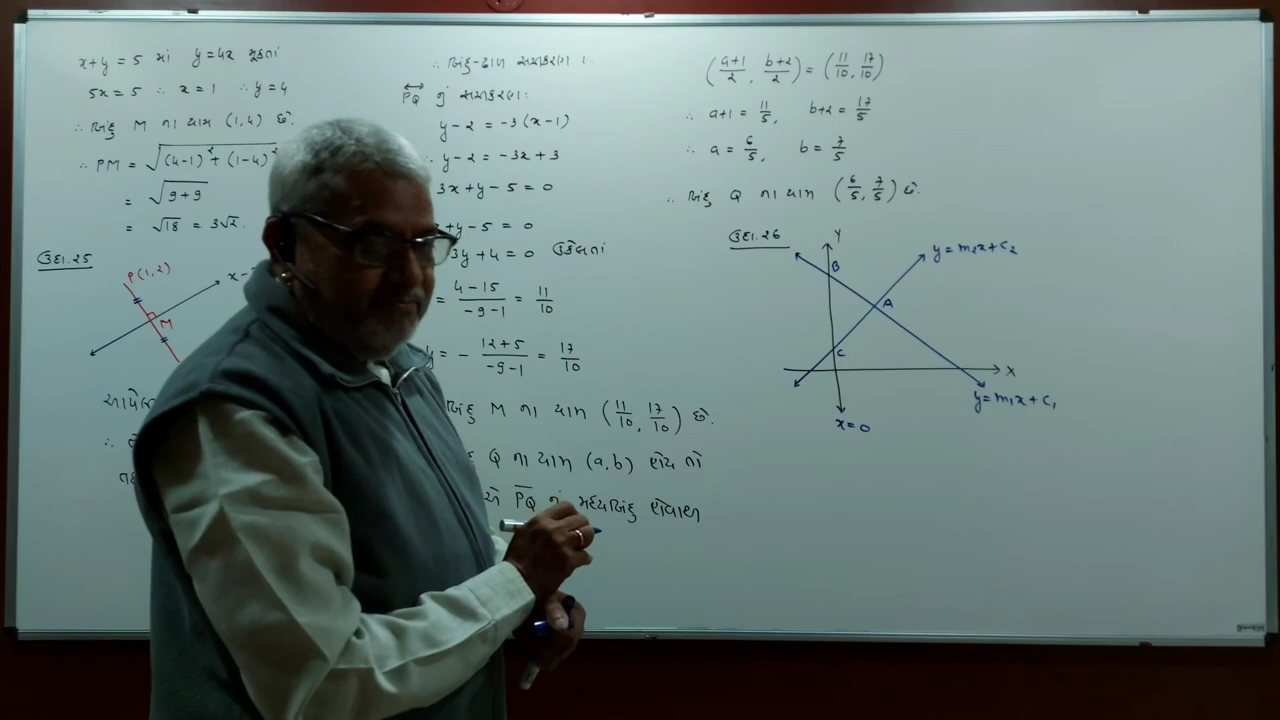 x+y = 5 માં y=4x મૂકતાં
5x = 5 ∴ x = 1 ∴ y = 4
∴ બિંદુ M ના યામ (1,4) છે.
∴ PM = √((4-1)² + (1-4)²
= √(9+9)
= √18 = 3√2.
ઉદા.25
P(1,2)
M
x-
∴
∴ બિંદુ-ઢાળ સમીકરણ
↔PQ નું સમીકરણ:
y-2 = -3(x-1)
∴ y-2 = -3x+3
3x+y-5 = 0
+y-5 = 0
3y+4 = 0 ઉકેલતાં
= (4-15)/(-9-1) = 11/10
y = - (12+5)/(-9-1) = 17/10
બિંદુ M ના યામ (11/10, 17/10) છે.
Q ના યામ (a,b) હોય તો
PQ નું મધ્યબિંદુ હોવાથી
((a+1)/2, (b+2)/2) = (11/10, 17/10)
∴ a+1 = 11/5, b+2 = 17/5
∴ a = 6/5, b = 7/5
∴ બિંદુ Q ના યામ (6/5, 7/5) છે.
ઉદા.26
Y
y = m₂x+c₂
B
A
C
X
y = m₁x+c₁
x=0